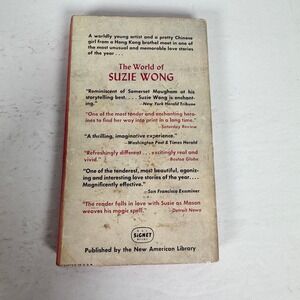 A worldly young artist and a pretty Chinese
girl from a Hong Kong brothel meet in one of
the most unusual and memorable love stories
of the year . . .
The World of
SUZIE WONG
"Reminiscent of Somerset Maugham at his
storytelling best. . . . Suzie Wong is enchant-
ing."
—New York Herald Tribune
"One of the most tender and enchanting hero-
ines to find her way into print in a long time."
—Saturday Review
"A thrilling, imaginative experience."
—Washington Post & Times Herald
"Refreshingly different . . . excitingly real and
vivid."
—Boston Globe
"One of the tenderest, most beautiful, agoniz-
ing and interesting love stories of the year. . . .
Magnificently effective."
—San Francisco Examiner
"The reader falls in love with Suzie as Mason
weaves his magic spell."
—Detroit News
SIGNET
BOOKS
Published by the New American Library